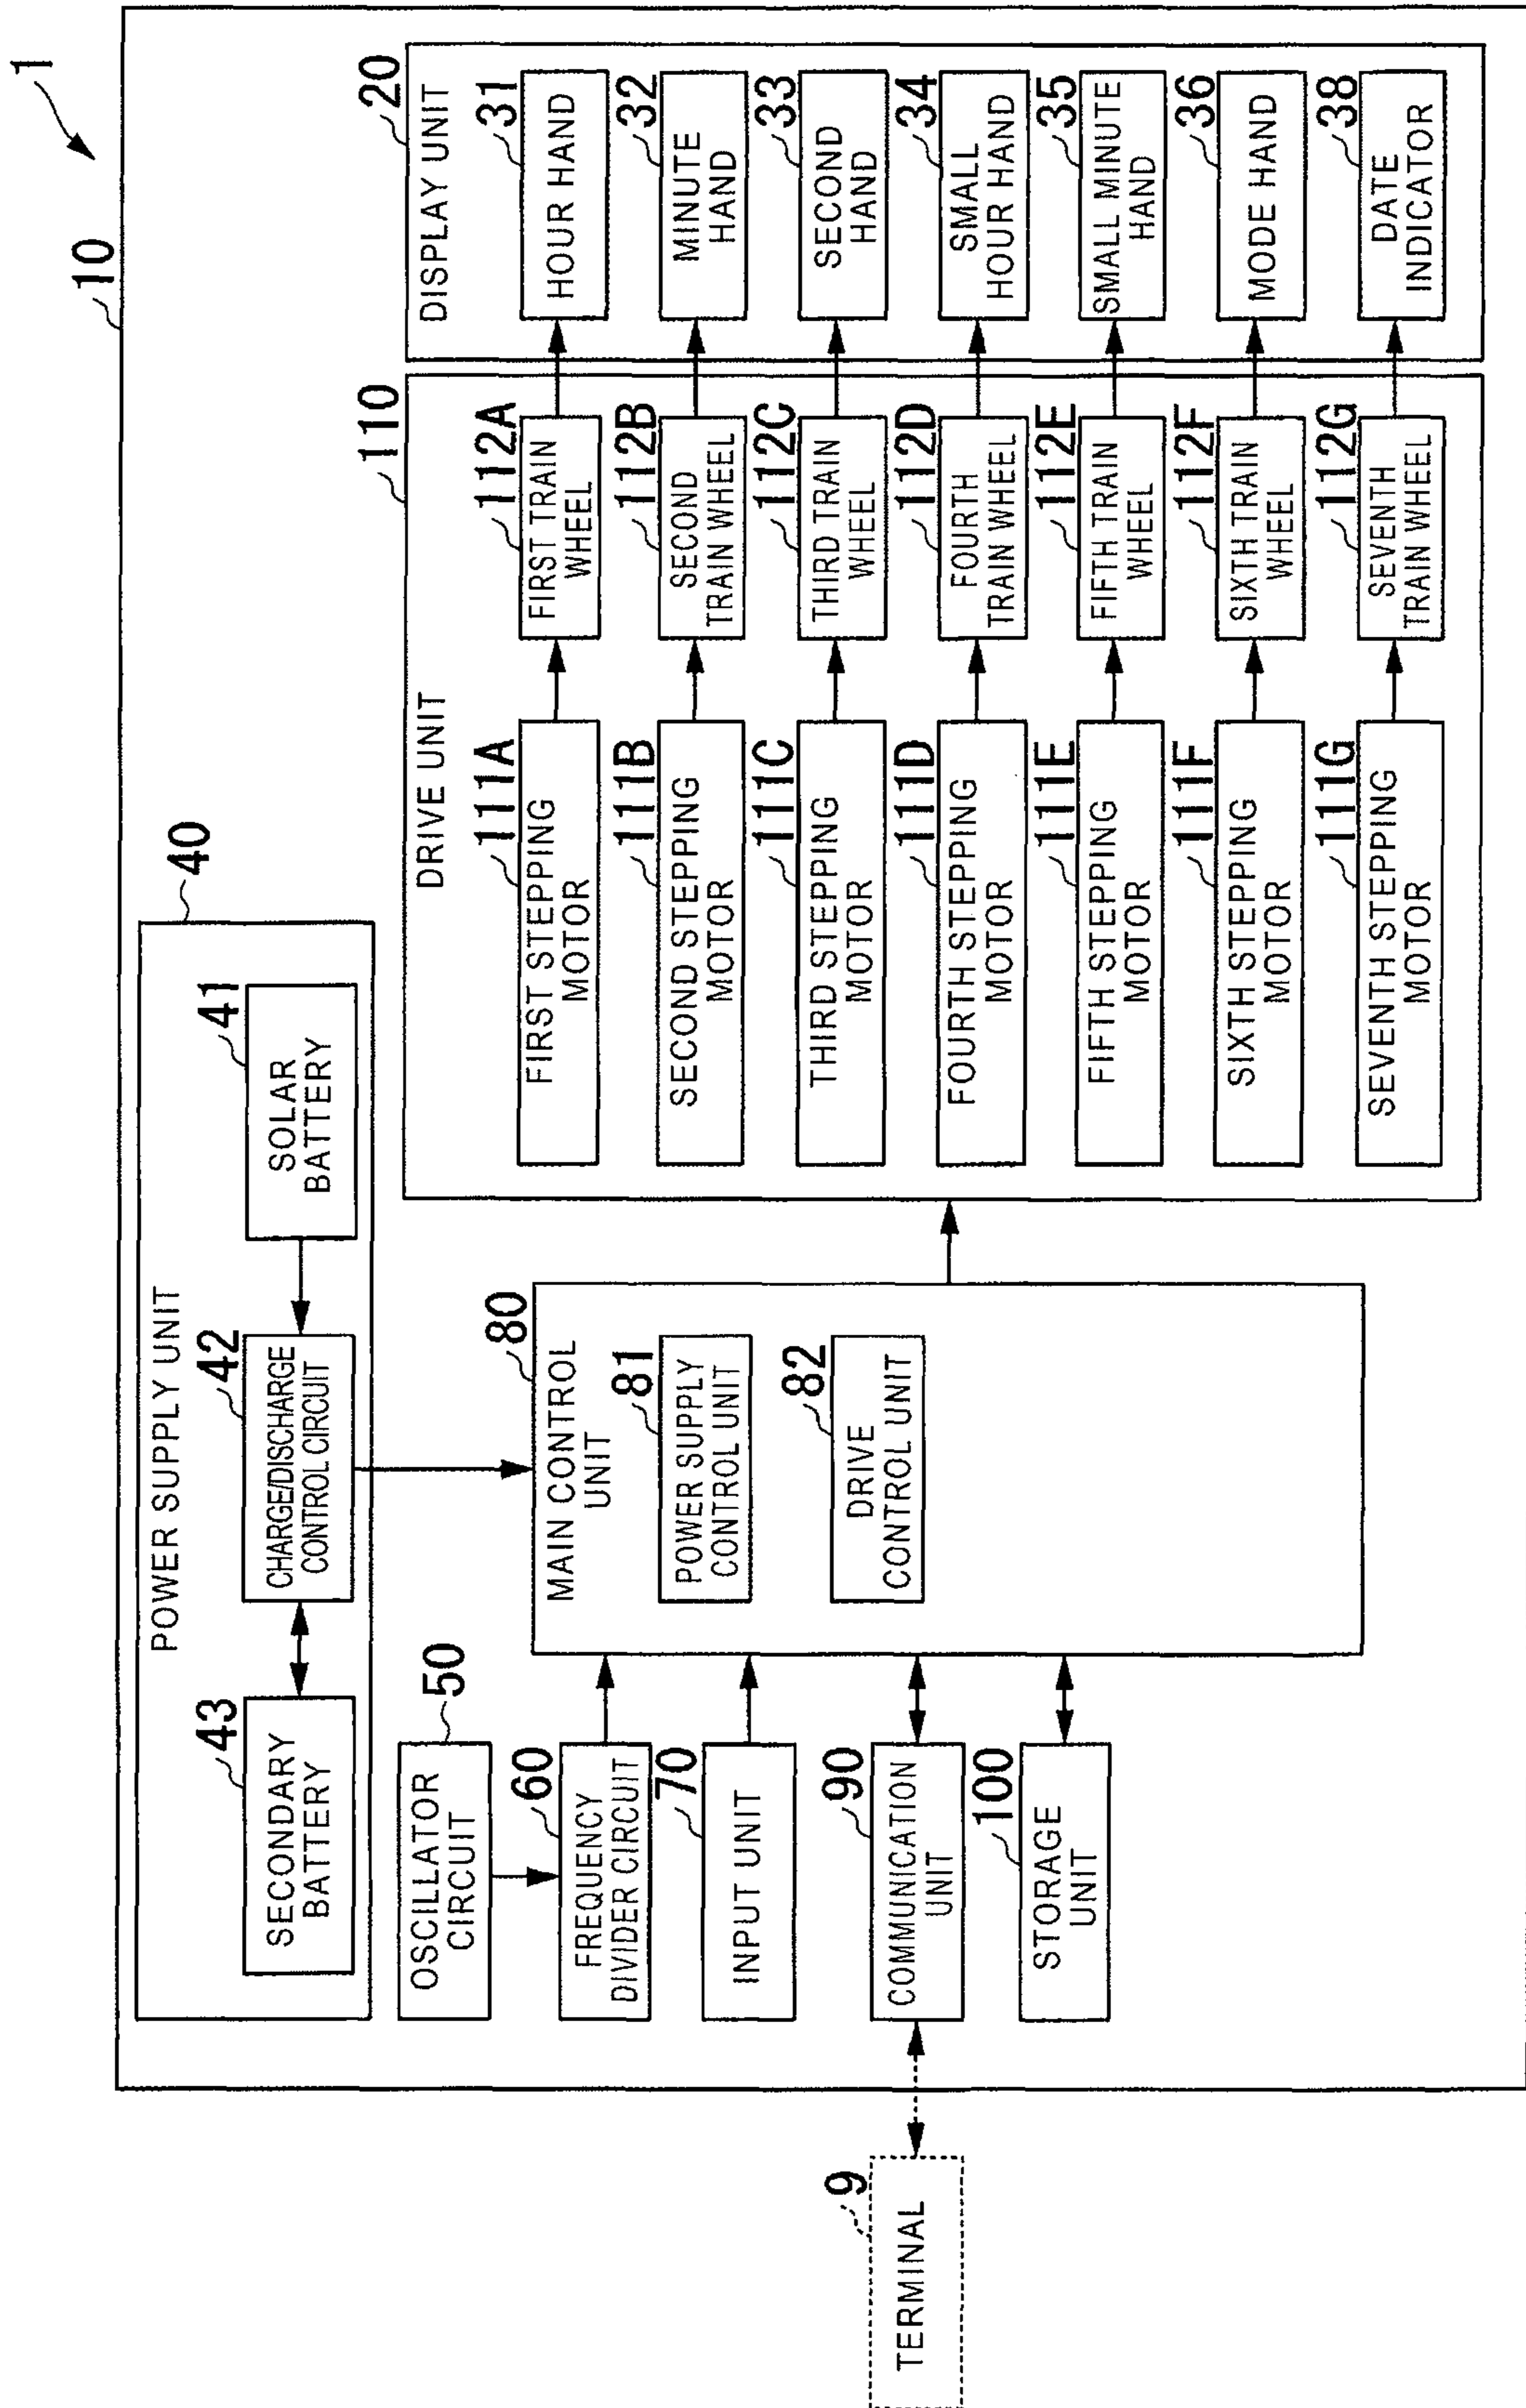 1
10
POWER SUPPLY UNIT
40
43
SECONDARY
BATTERY
42
CHARGE/DISCHARGE
CONTROL CIRCUIT
41
SOLAR
BATTERY
50
OSCILLATOR
CIRCUIT
60
FREQUENCY
DIVIDER CIRCUIT
70
INPUT UNIT
90
COMMUNICATION
UNIT
100
STORAGE
UNIT
9
TERMINAL
80
MAIN CONTROL
UNIT
81
POWER SUPPLY
CONTROL UNIT
82
DRIVE
CONTROL UNIT
110
DRIVE UNIT
111A
FIRST STEPPING
MOTOR
112A
FIRST TRAIN
WHEEL
111B
SECOND STEPPING
MOTOR
112B
SECOND
TRAIN WHEEL
111C
THIRD STEPPING
MOTOR
112C
THIRD TRAIN
WHEEL
111D
FOURTH STEPPING
MOTOR
112D
FOURTH
TRAIN WHEEL
111E
FIFTH STEPPING
MOTOR
112E
FIFTH TRAIN
WHEEL
111F
SIXTH STEPPING
MOTOR
112F
SIXTH TRAIN
WHEEL
111G
SEVENTH STEPPING
MOTOR
112G
SEVENTH
TRAIN WHEEL
20
DISPLAY UNIT
31
HOUR HAND
32
MINUTE
HAND
33
SECOND
HAND
34
SMALL
HOUR HAND
35
SMALL MINUTE
HAND
36
MODE HAND
38
DATE
INDICATOR